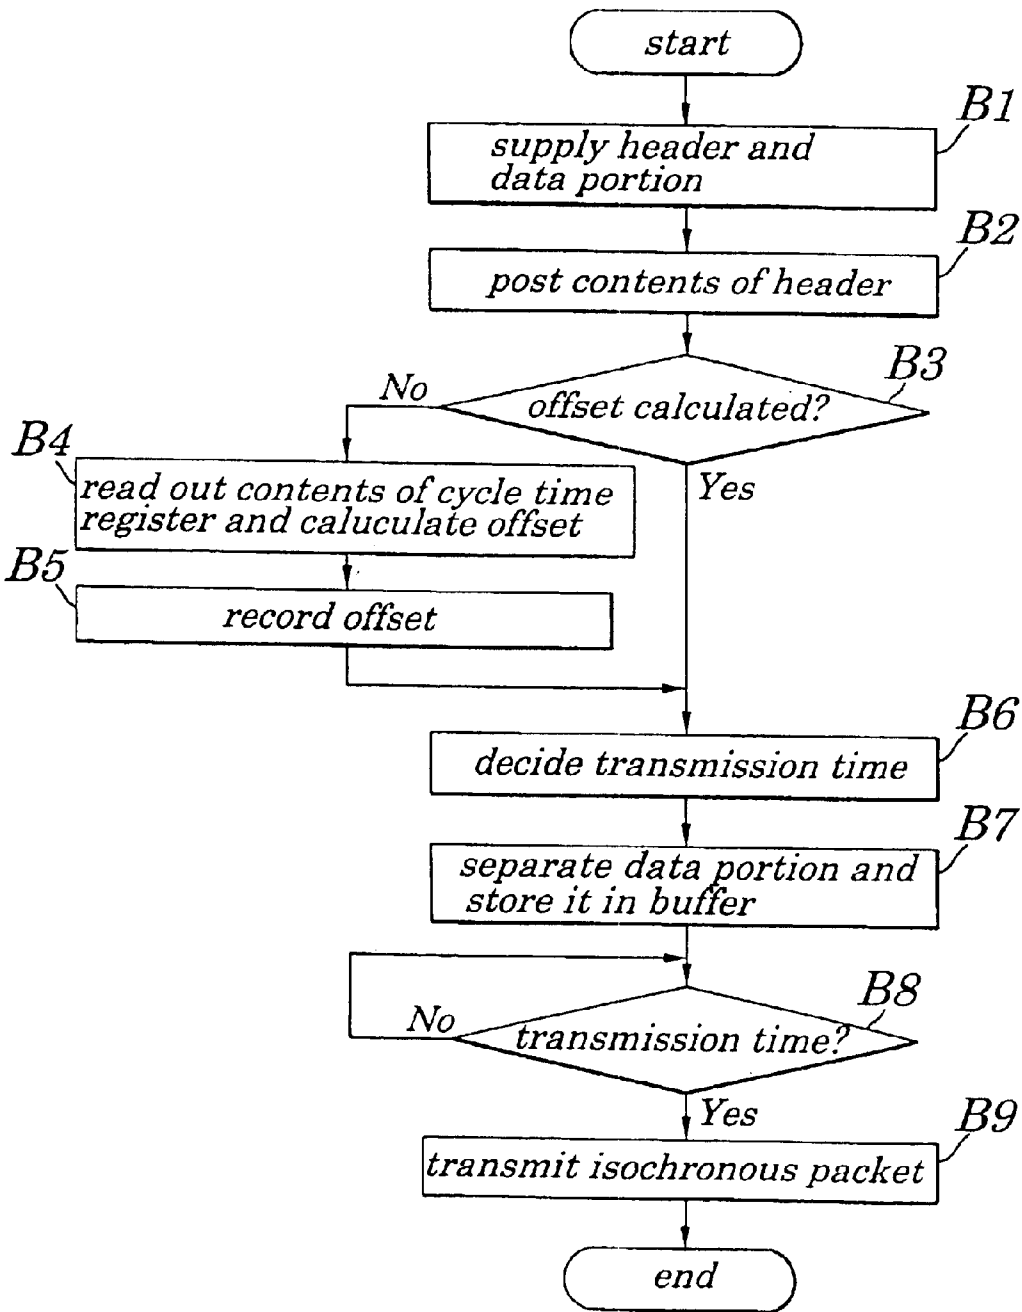 start
B1
supply header and
data portion
B2
post contents of header
B3
offset calculated?
No
Yes
B4
read out contents of cycle time
register and caluculate offset
B5
record offset
B6
decide transmission time
B7
separate data portion and
store it in buffer
B8
transmission time?
No
Yes
B9
transmit isochronous packet
end